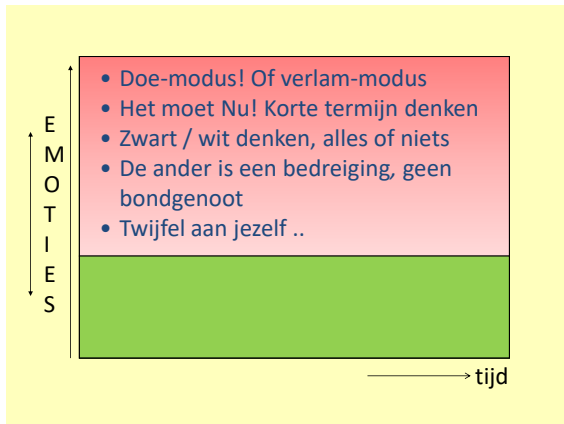 • Doe-modus! Of verlam-modus
• Het moet Nu! Korte termijn denken
• Zwart / wit denken, alles of niets
• De ander is een bedreiging, geen
bondgenoot
• Twijfel aan jezelf ..
E
M
O
T
I
E
S
tijd